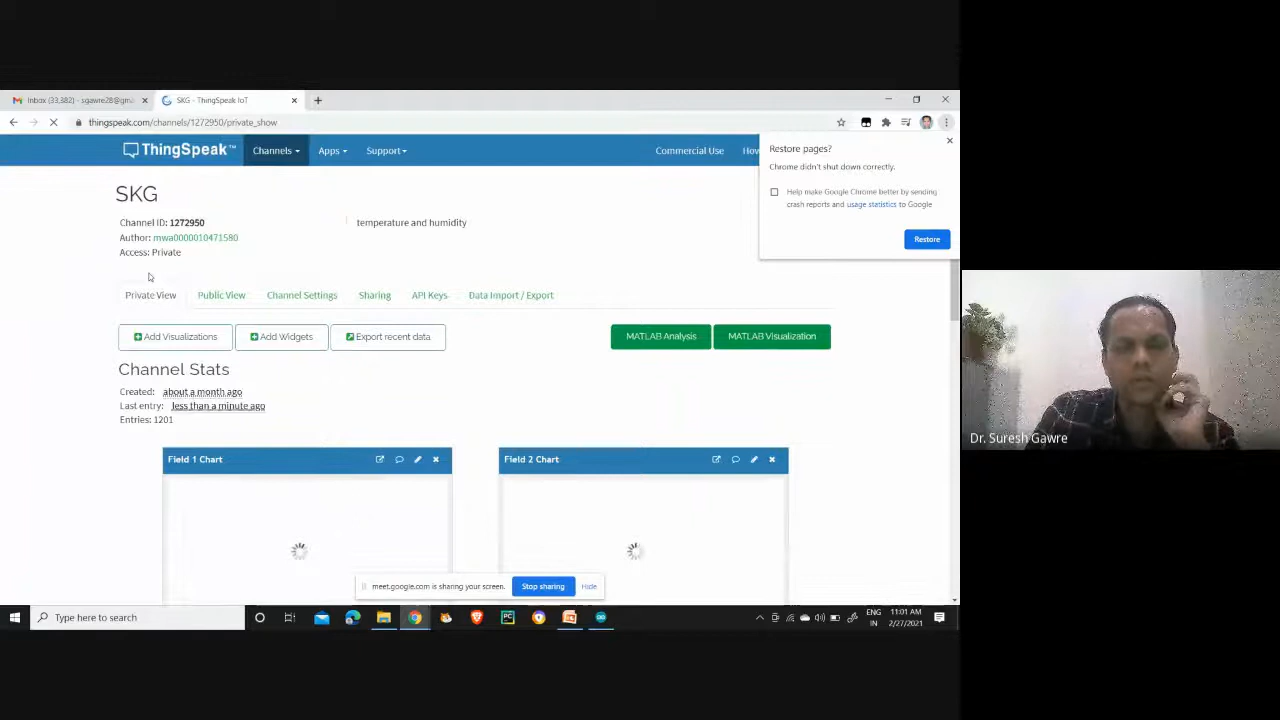 Inbox (33,382) - sgawre28@gma
SKG - ThingSpeak IoT
thingspeak.com/channels/1272950/private_show
ThingSpeak™
Channels
Apps
Support
Commercial Use
How
Restore pages?
Chrome didn't shut down correctly.
Help make Google Chrome better by sending
crash reports and usage statistics to Google
Restore
SKG
Channel ID: 1272950
temperature and humidity
Author: mwa0000010471580
Access: Private
Private View
Public View
Channel Settings
Sharing
API Keys
Data Import / Export
Add Visualizations
Add Widgets
Export recent data
MATLAB Analysis
MATLAB Visualization
Channel Stats
Created: about a month ago
Last entry: less than a minute ago
Entries: 1201
Field 1 Chart
Field 2 Chart
meet.google.com is sharing your screen.
Stop sharing
Hide
Type here to search
PC
ENG
IN
11:01 AM
2/27/2021
Dr. Suresh Gawre